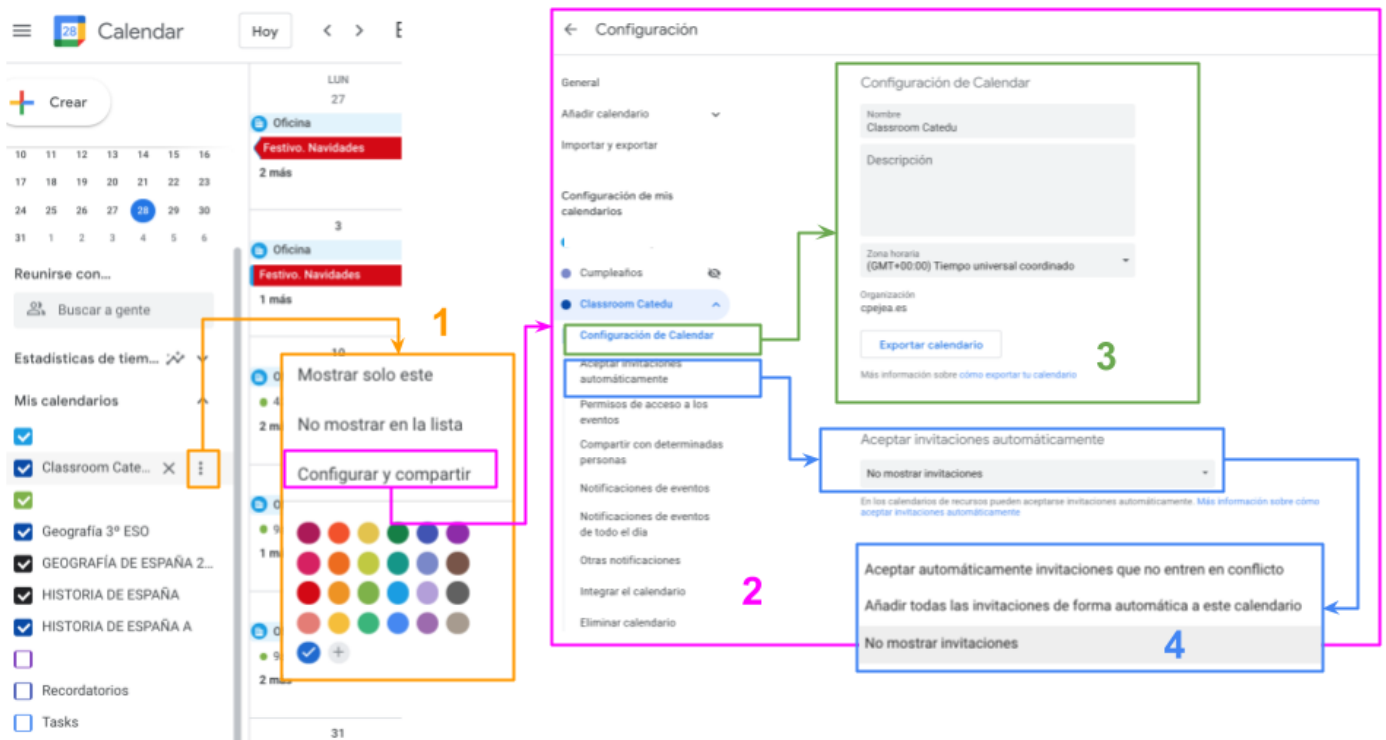 28
Calendar
Hoy
Crear
10 11 12 13 14 15 16
17 18 19 20 21 22 23
24 25 26 27 28 29 30
31 1 2 3 4 5 6
Reunirse con...
Buscar a gente
Estadísticas de tiem...
Mis calendarios
Classroom Cate...
Geografía 3º ESO
GEOGRAFÍA DE ESPAÑA 2...
HISTORIA DE ESPAÑA
HISTORIA DE ESPAÑA A
Recordatorios
Tasks
LUN
27
Oficina
Festivo. Navidades
2 más
3
Oficina
Festivo. Navidades
1 más
10
31
1
Mostrar solo este
No mostrar en la lista
Configurar y compartir
2 más
Configuración
General
Añadir calendario
Importar y exportar
Configuración de mis
calendarios
Cumpleaños
Classroom Catedu
Configuración de Calendar
Aceptar invitaciones
automáticamente
Permisos de acceso a los
eventos
Compartir con determinadas
personas
Notificaciones de eventos
Notificaciones de eventos
de todo el día
Otras notificaciones
Integrar el calendario
Eliminar calendario
2
Configuración de Calendar
Nombre
Classroom Catedu
Descripción
Zona horaria
(GMT+00:00) Tiempo universal coordinado
Organización
cpejea.es
Exportar calendario
3
Más información sobre cómo exportar tu calendario
Aceptar invitaciones automáticamente
No mostrar invitaciones
En los calendarios de recursos pueden aceptarse invitaciones automáticamente. Más información sobre cómo
aceptar invitaciones automáticamente
Aceptar automáticamente invitaciones que no entren en conflicto
Añadir todas las invitaciones de forma automática a este calendario
No mostrar invitaciones
4